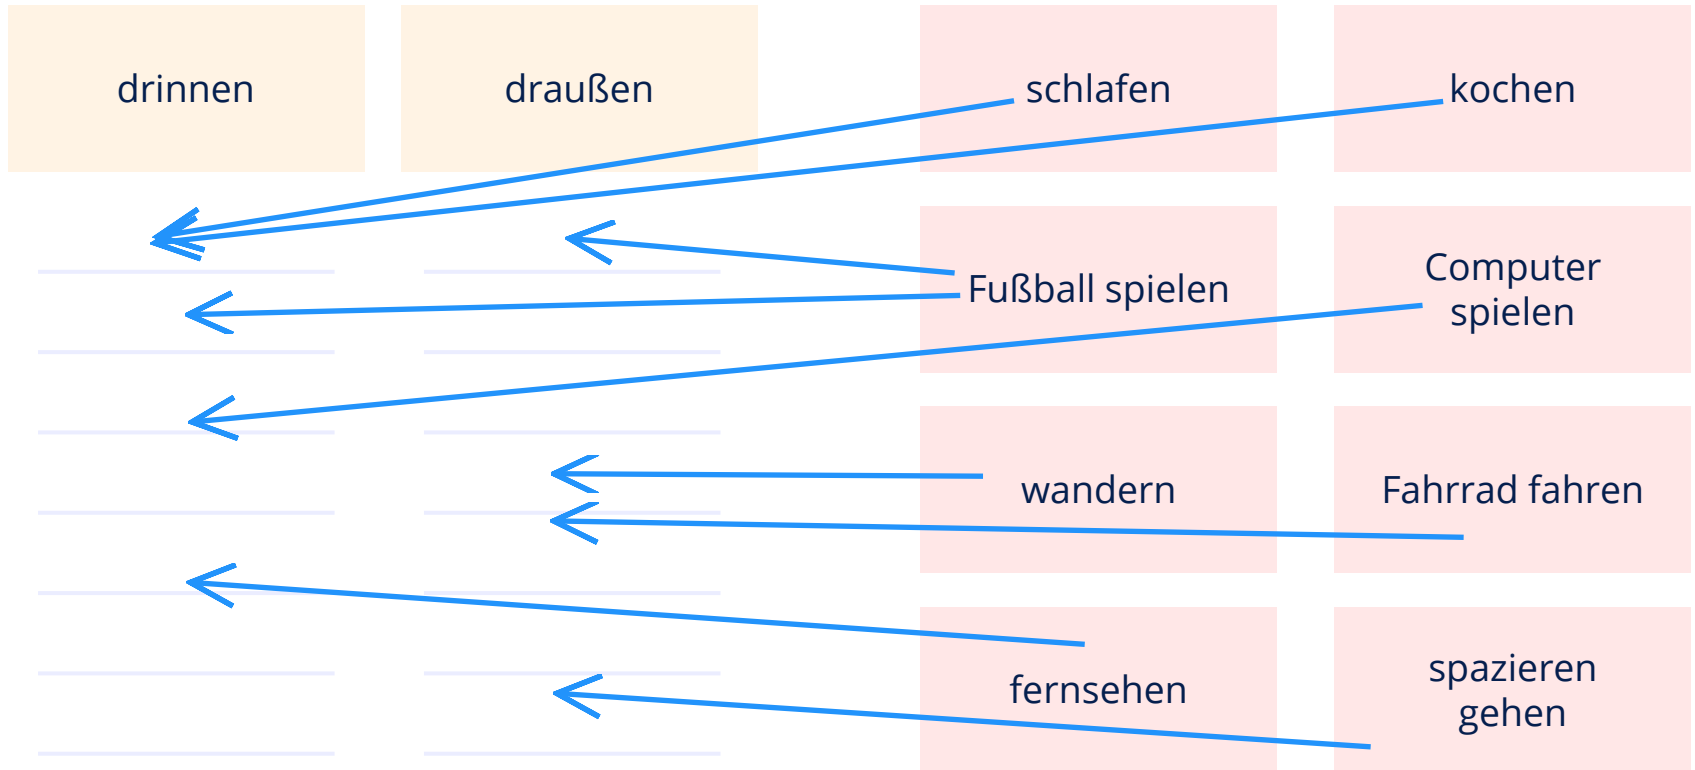 drinnen
draußen
schlafen
kochen
Fußball spielen
Computer
spielen
wandern
Fahrrad fahren
fernsehen
spazieren
gehen